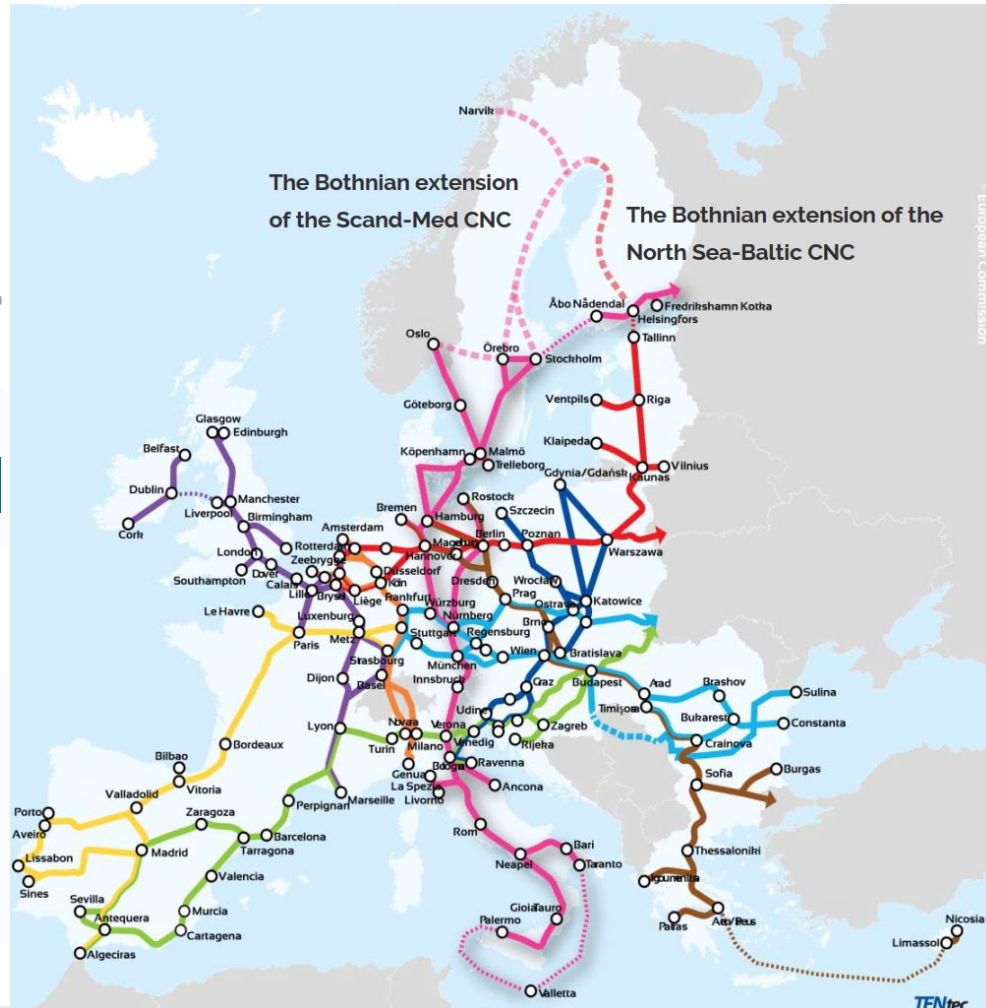 Narvik
The Bothnian extension
of the Scand-Med CNC
The Bothnian extension of the
North Sea-Baltic CNC
European Commission
Åbo Nådendal
Fredrikshamn Kotka
Helsingfors
Oslo
Örebro
Stockholm
Tallinn
Göteborg
Ventpils
Riga
Glasgow
Edinburgh
Klaipeda
Belfast
Köpenhamn
Malmö
Trelleborg
Gdynia/Gdańsk
Vilnius
Kaunas
Dublin
Manchester
Liverpool
Bremen
Rostock
Szczecin
Cork
Birmingham
Amsterdam
Hamburg
Berlin
Poznan
Warszawa
London
Rotterdam
Hannover
Zeebrygge
Southampton
Dover
Calais
Düsseldorf
Köln
Dresden
Wrocław
Lille
Liège
Frankfurt
Würzburg
Prag
Ostrava
Katowice
Le Havre
Luxenburg
Nürnberg
Brno
Paris
Metz
Stuttgart
Regensburg
Strasbourg
München
Wien
Bratislava
Dijon
Basel
Innsbruck
Graz
Budapest
Arad
Brashov
Sulina
Udine
Timișoara
Bukarest
Constanta
Lyon
Novara
Verona
Zagreb
Turin
Milano
Venedig
Rijeka
Crainova
Bordeaux
Bilbao
Genua
Bologna
Ravenna
Sofia
Burgas
Vitoria
La Spezia
Ancona
Livorno
Marseille
Valladolid
Perpignan
Porto
Zaragoza
Aveiro
Barcelona
Rom
Madrid
Tarragona
Bari
Thessaloniki
Lissabon
Neapel
Taranto
Sines
Valencia
Sevilla
Murcia
Gioia Tauro
Antequera
Palermo
Patras
Nicosia
Cartagena
Limassol
Algeciras
Valletta
TENtec